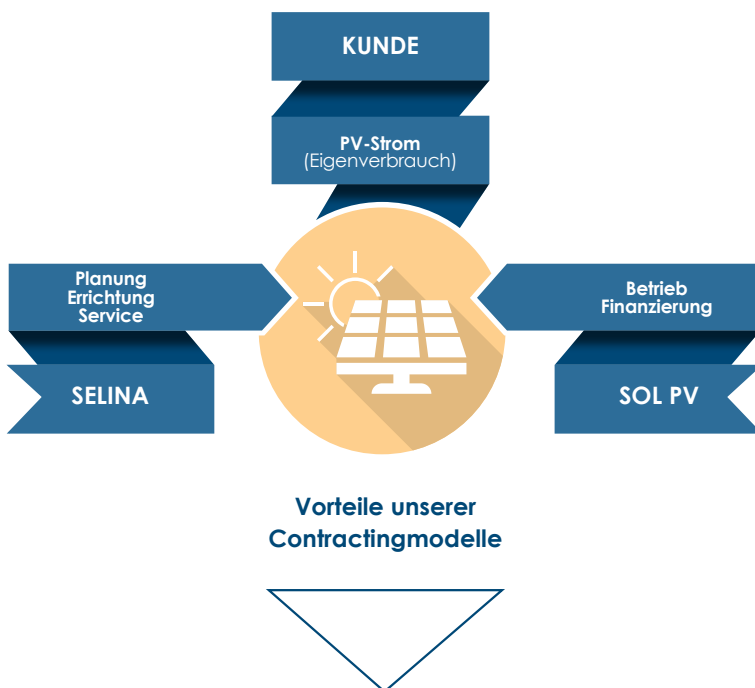 KUNDE
PV-Strom
(Eigenverbrauch)
Planung
Errichtung
Service
SELINA
Betrieb
Finanzierung
SOL PV
Vorteile unserer
Contractingmodelle